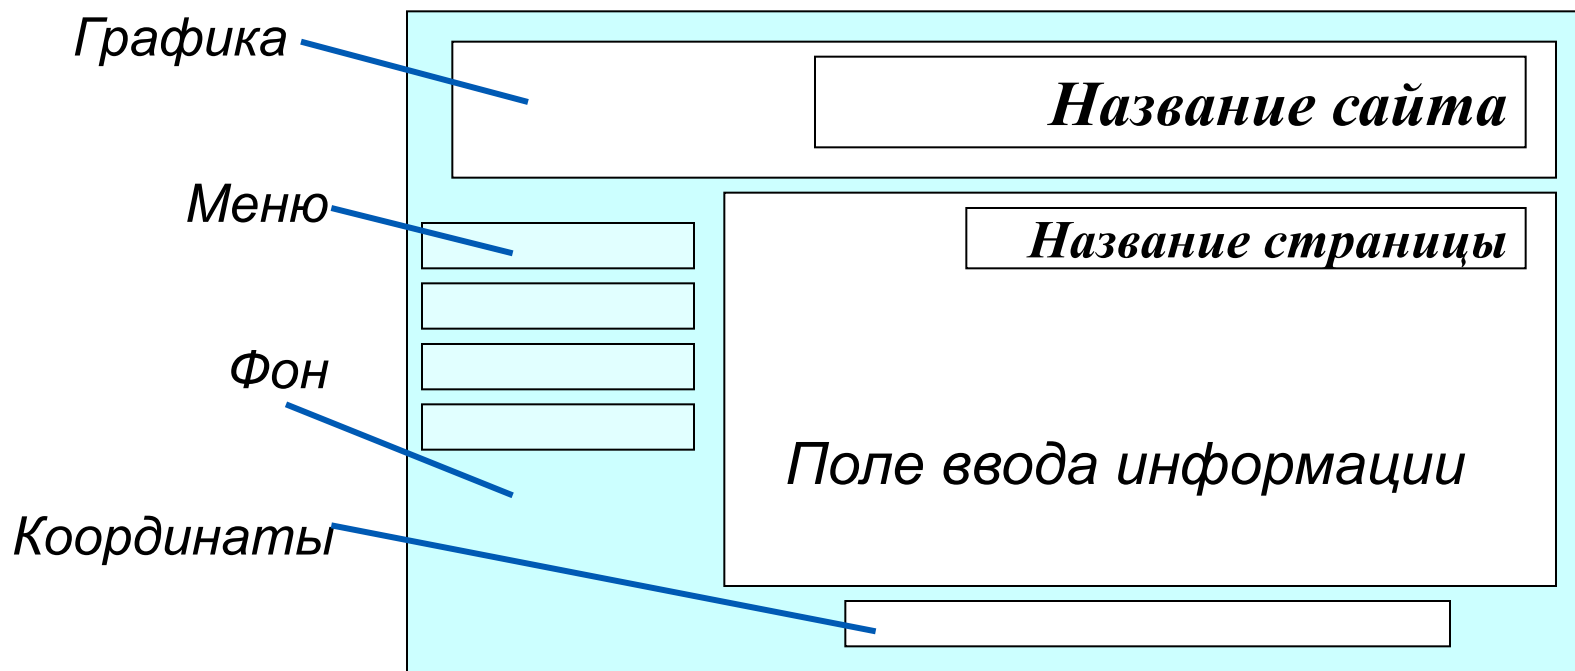 Графика
Название сайта
Меню
Название страницы
Фон
Поле ввода информации
Координаты